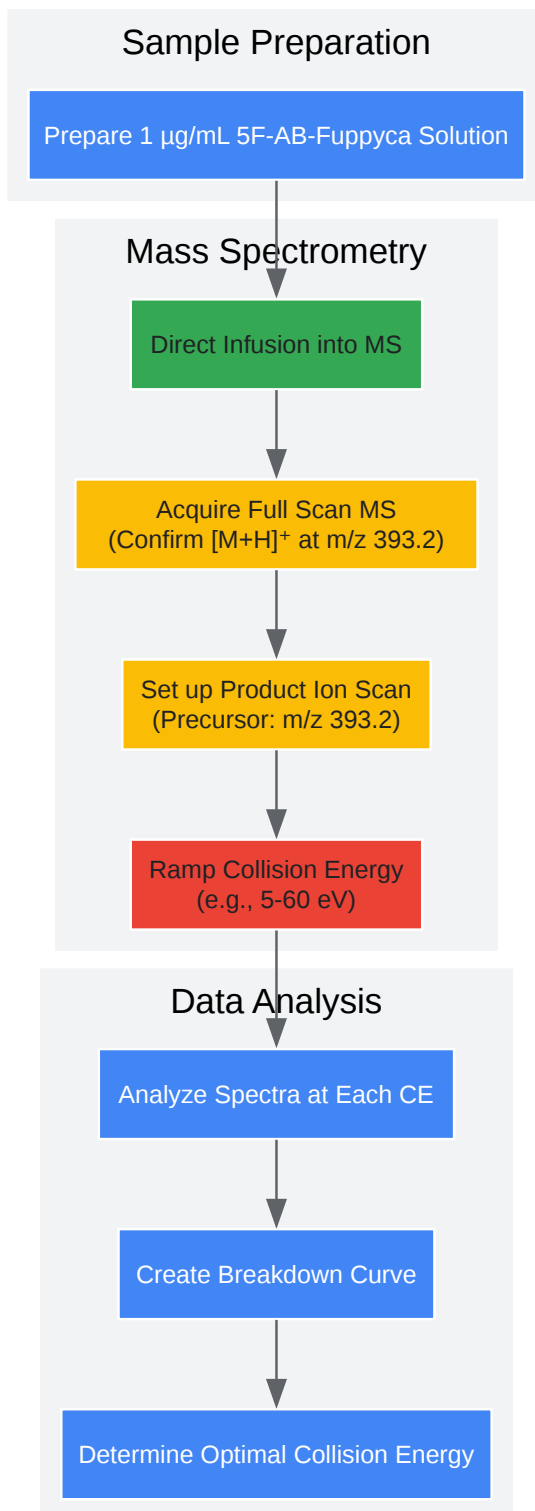 Sample Preparation
Prepare 1 µg/mL 5F-AB-Fuppyca Solution
Mass Spectrometry
Direct Infusion into MS
Acquire Full Scan MS
(Confirm [M+H]⁺ at m/z 393.2)
Set up Product Ion Scan
(Precursor: m/z 393.2)
Ramp Collision Energy
(e.g., 5-60 eV)
Data Analysis
Analyze Spectra at Each CE
Create Breakdown Curve
Determine Optimal Collision Energy